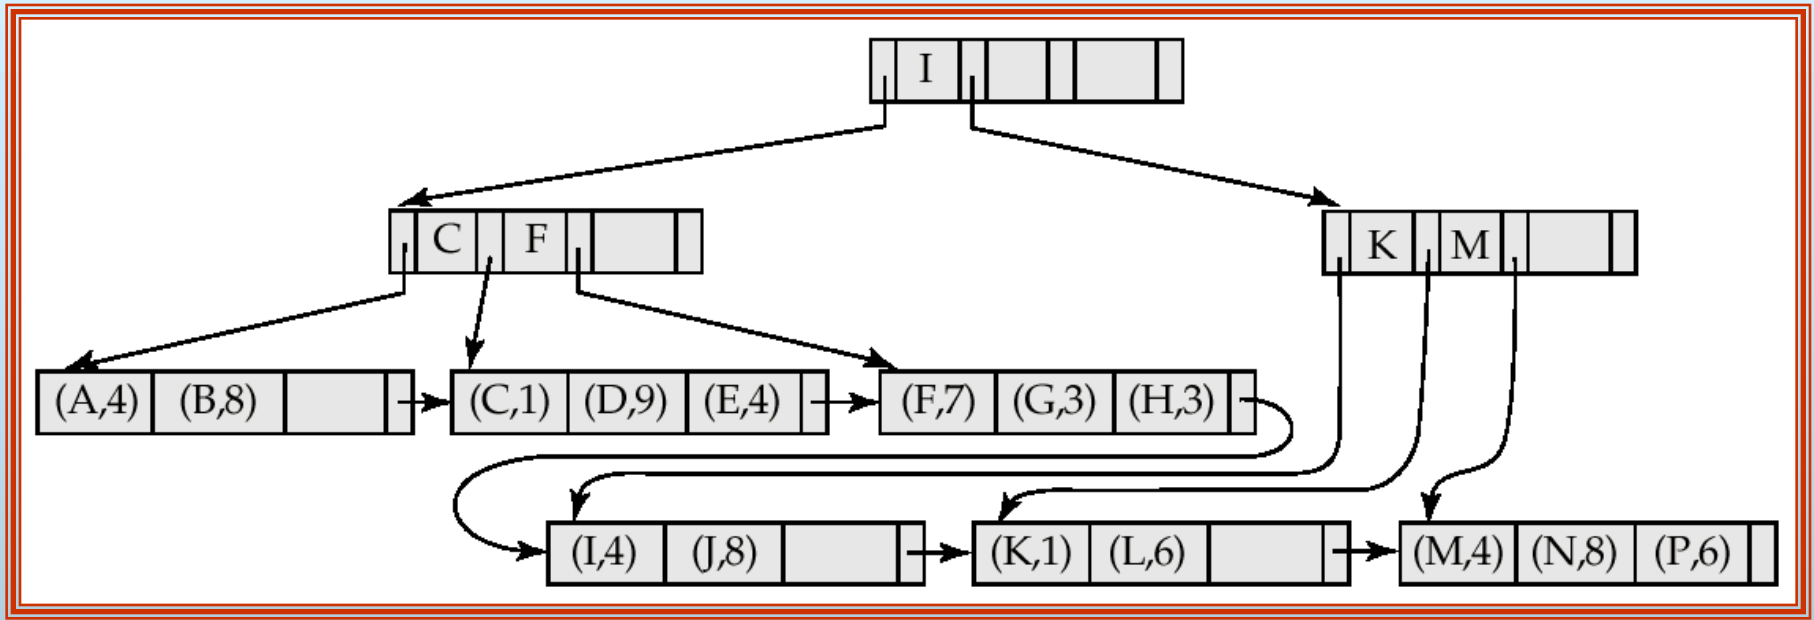 I
C F
K M
(A,4) (B,8)
(C,1) (D,9) (E,4)
(F,7) (G,3) (H,3)
(I,4) (J,8)
(K,1) (L,6)
(M,4) (N,8) (P,6)